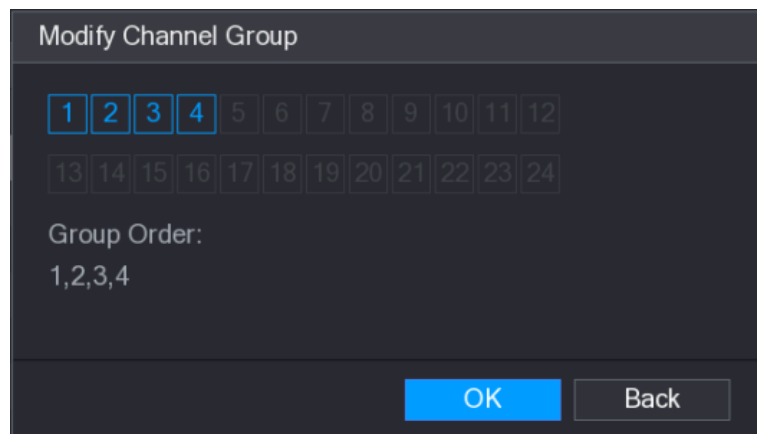 Modify Channel Group
1 2 3 4 5 6 7 8 9 10 11 12
13 14 15 16 17 18 19 20 21 22 23 24
Group Order:
1,2,3,4
OK Back